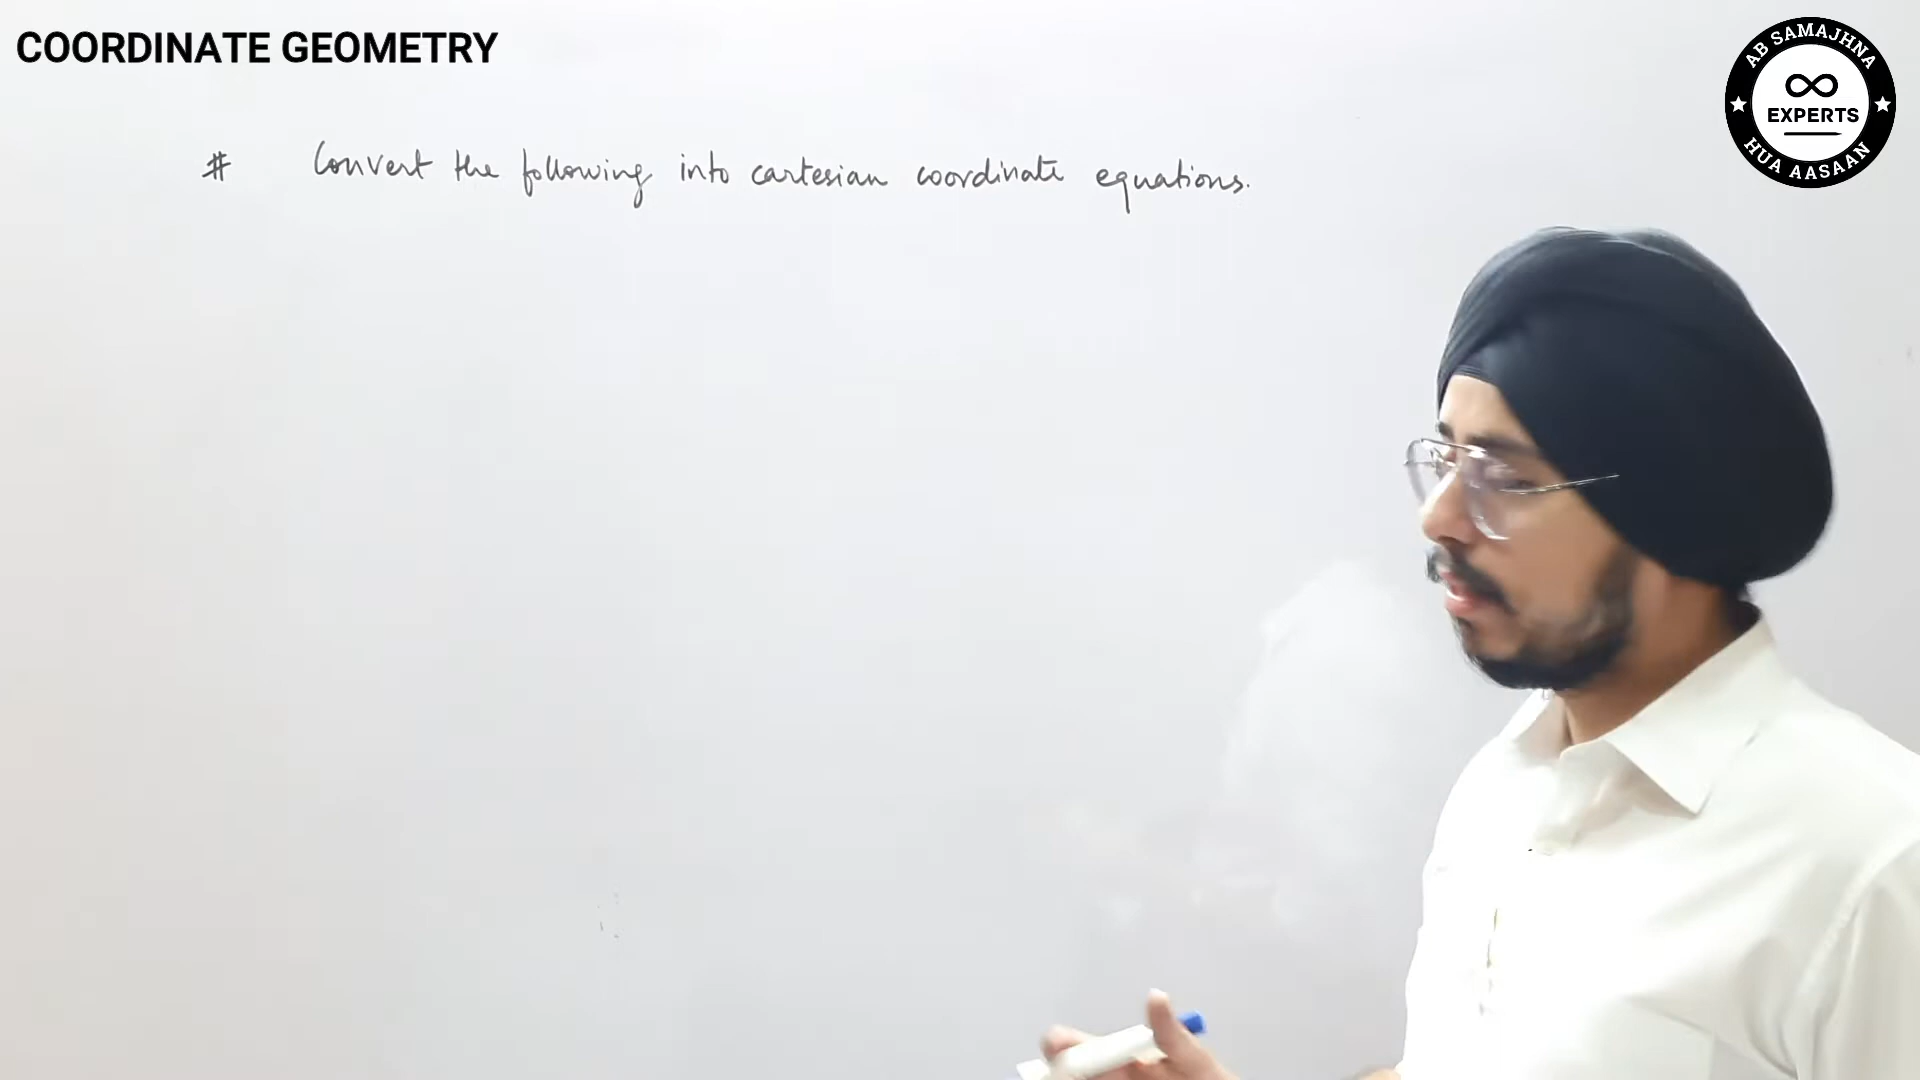 COORDINATE GEOMETRY
AB SAMAJHNA
EXPERTS
HUA AASAAN
# Convert the following into cartesian coordinate equations.